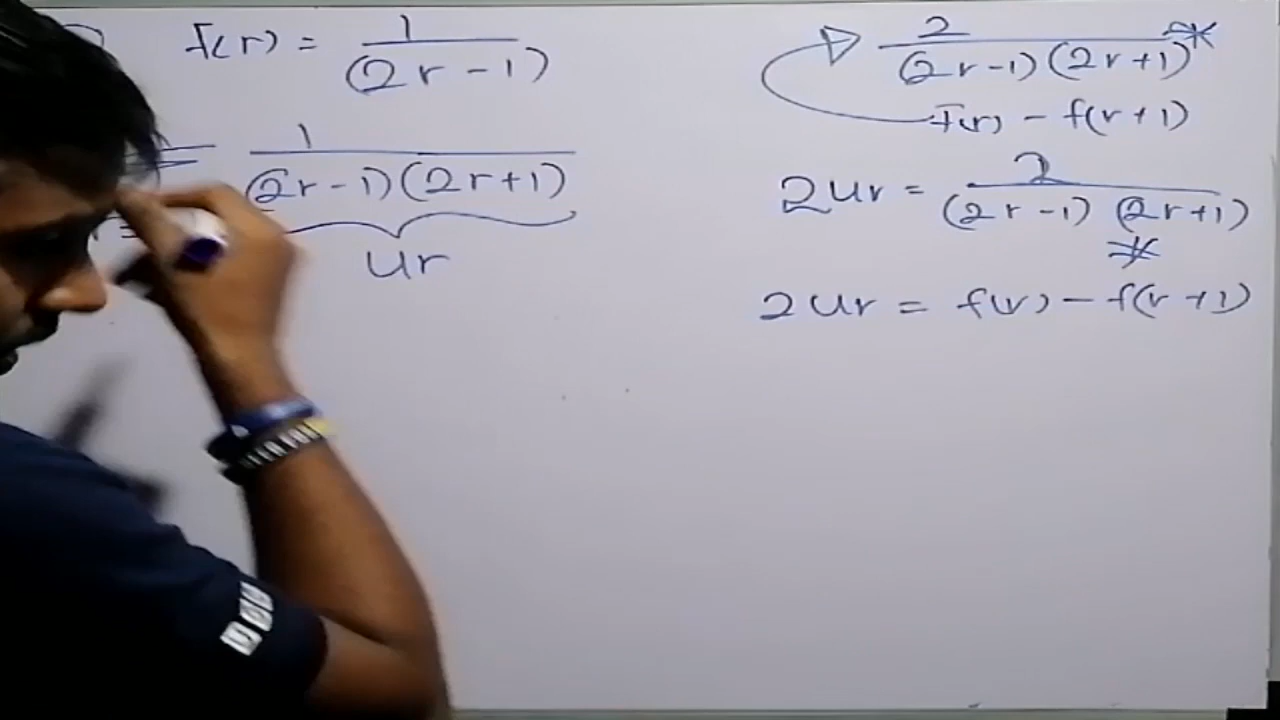 f(r) = 1/(2r-1)
1/(2r-1)(2r+1)
Ur
2/(2r-1)(2r+1) *
f(r) - f(r+1)
2Ur = 2/(2r-1)(2r+1)
*
2Ur = f(r) - f(r+1)